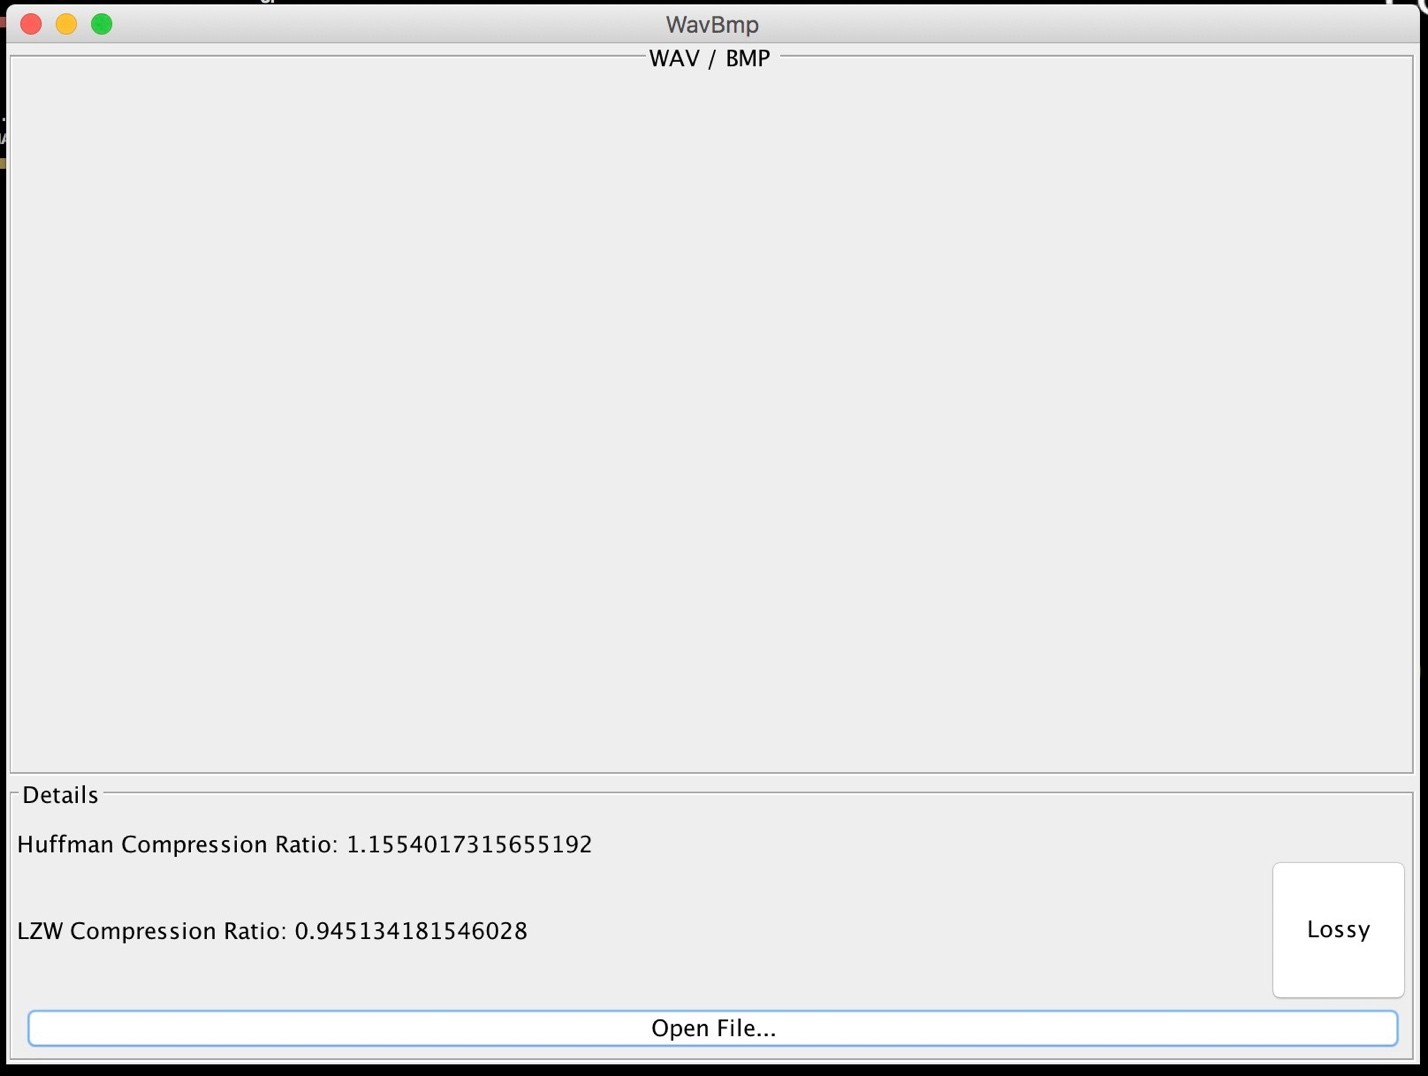 WavBmp
WAV / BMP
Details
Huffman Compression Ratio: 1.1554017315655192
LZW Compression Ratio: 0.945134181546028
Lossy
Open File...